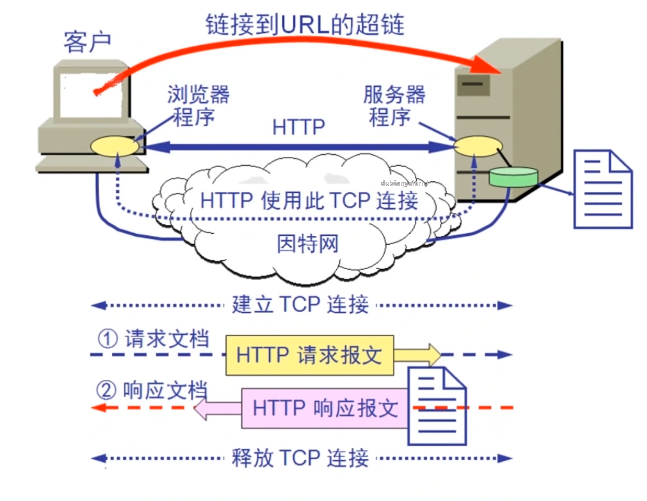 链接到URL的超链
客户
浏览器
程序
服务器
程序
HTTP
HTTP 使用此 TCP 连接
因特网
建立 TCP 连接
① 请求文档
HTTP 请求报文
② 响应文档
HTTP 响应报文
释放 TCP 连接